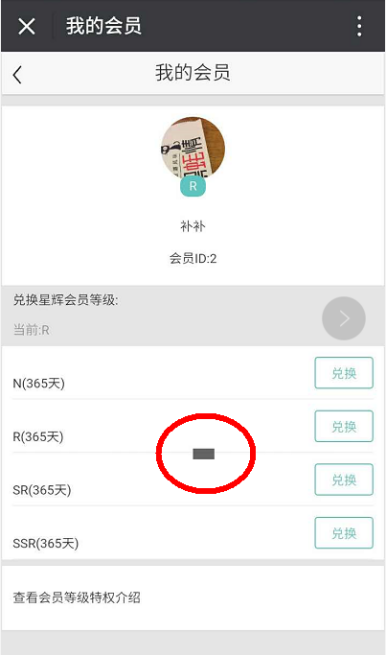 我的会员
我的会员
R
补补
会员ID:2
兑换星辉会员等级:
当前:R
N(365天)
兑换
R(365天)
兑换
SR(365天)
兑换
SSR(365天)
兑换
查看会员等级特权介绍